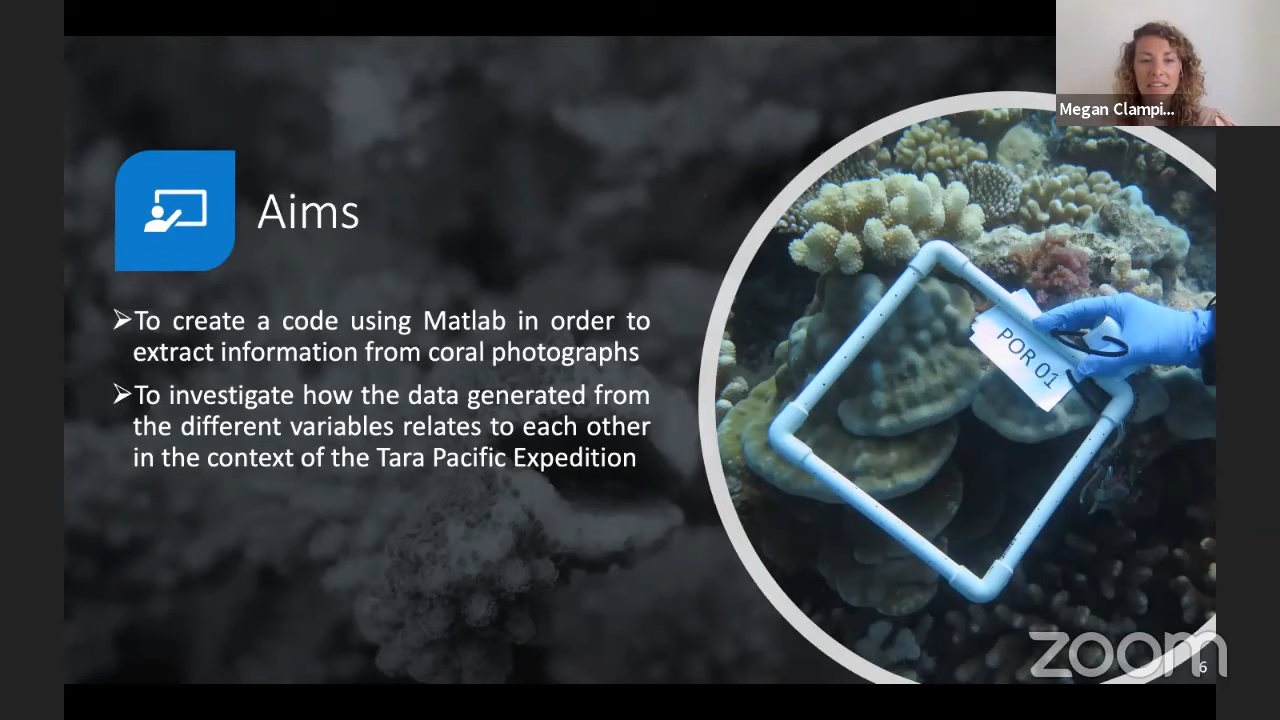 Megan Clampi...
Aims
➢To create a code using Matlab in order to
extract information from coral photographs
➢To investigate how the data generated from
the different variables relates to each other
in the context of the Tara Pacific Expedition
POR 01
zoom
6